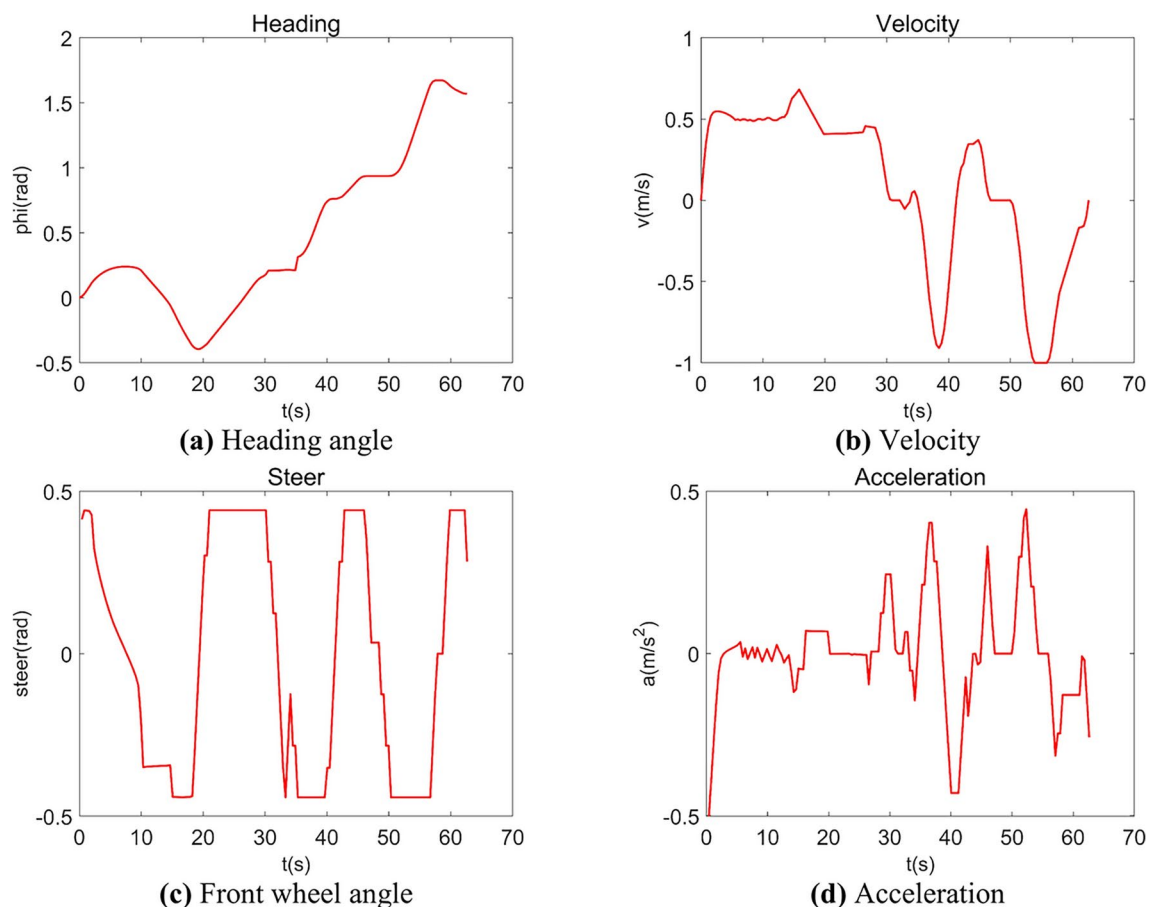 Heading
2
1.5
1
0.5
0
-0.5
phi(rad)
0 10 20 30 40 50 60 70
t(s)
(a) Heading angle
Velocity
1
0.5
0
-0.5
-1
v(m/s)
0 10 20 30 40 50 60 70
t(s)
(b) Velocity
Steer
0.5
0
-0.5
steer(rad)
0 10 20 30 40 50 60 70
t(s)
(c) Front wheel angle
Acceleration
0.5
0
-0.5
a(m/s²)
0 10 20 30 40 50 60 70
t(s)
(d) Acceleration